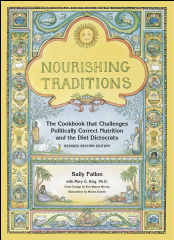 NOURISHING
TRADITIONS
The Cookbook that Challenges
Politically Correct Nutrition
and the Diet Dictocrats
REVISED SECOND EDITION
Sally Fallon
with Mary G. Enig, Ph.D.